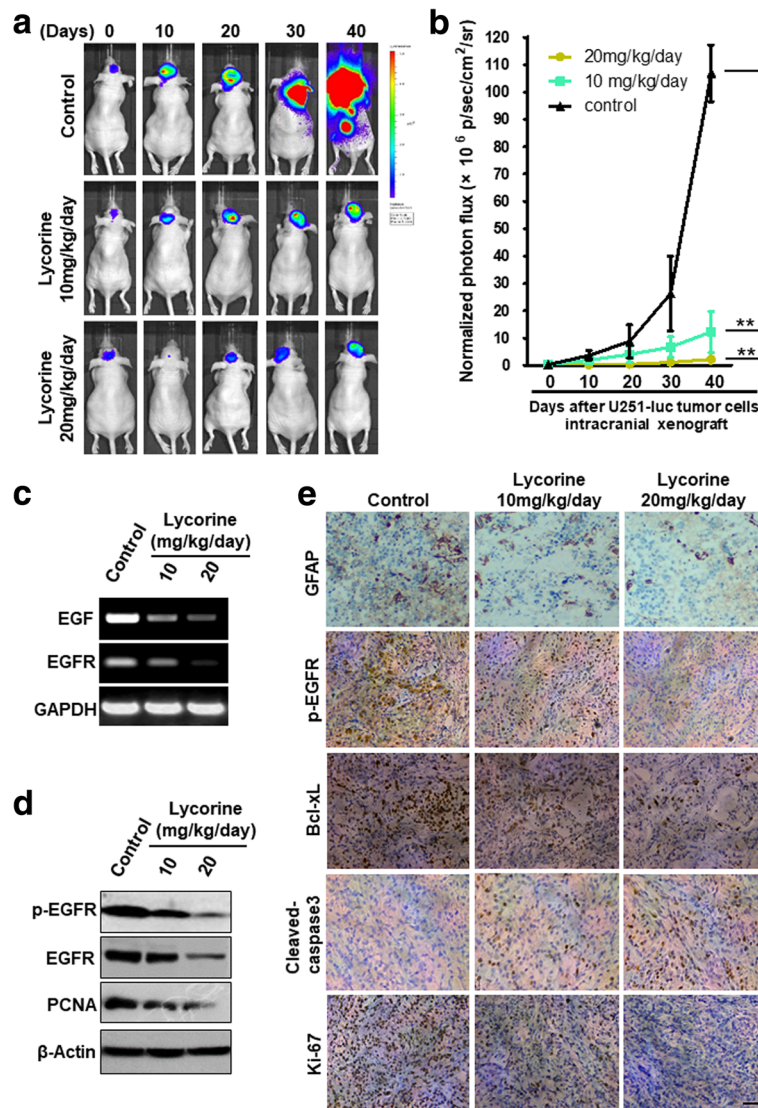 a
(Days) 0 10 20 30 40
Control
Lycorine
10mg/kg/day
Lycorine
20mg/kg/day
b
Normalized photon flux (× 10⁶ p/sec/cm²/sr)
120
110
100
90
80
70
60
50
40
30
20
10
0
20mg/kg/day
10 mg/kg/day
control
**
**
0 10 20 30 40
Days after U251-luc tumor cells
intracranial xenograft
c
Control
Lycorine
(mg/kg/day)
10 20
EGF
EGFR
GAPDH
d
Control
Lycorine
(mg/kg/day)
10 20
p-EGFR
EGFR
PCNA
β-Actin
e
Control
Lycorine
10mg/kg/day
Lycorine
20mg/kg/day
GFAP
p-EGFR
Bcl-xL
Cleaved-
caspase3
Ki-67